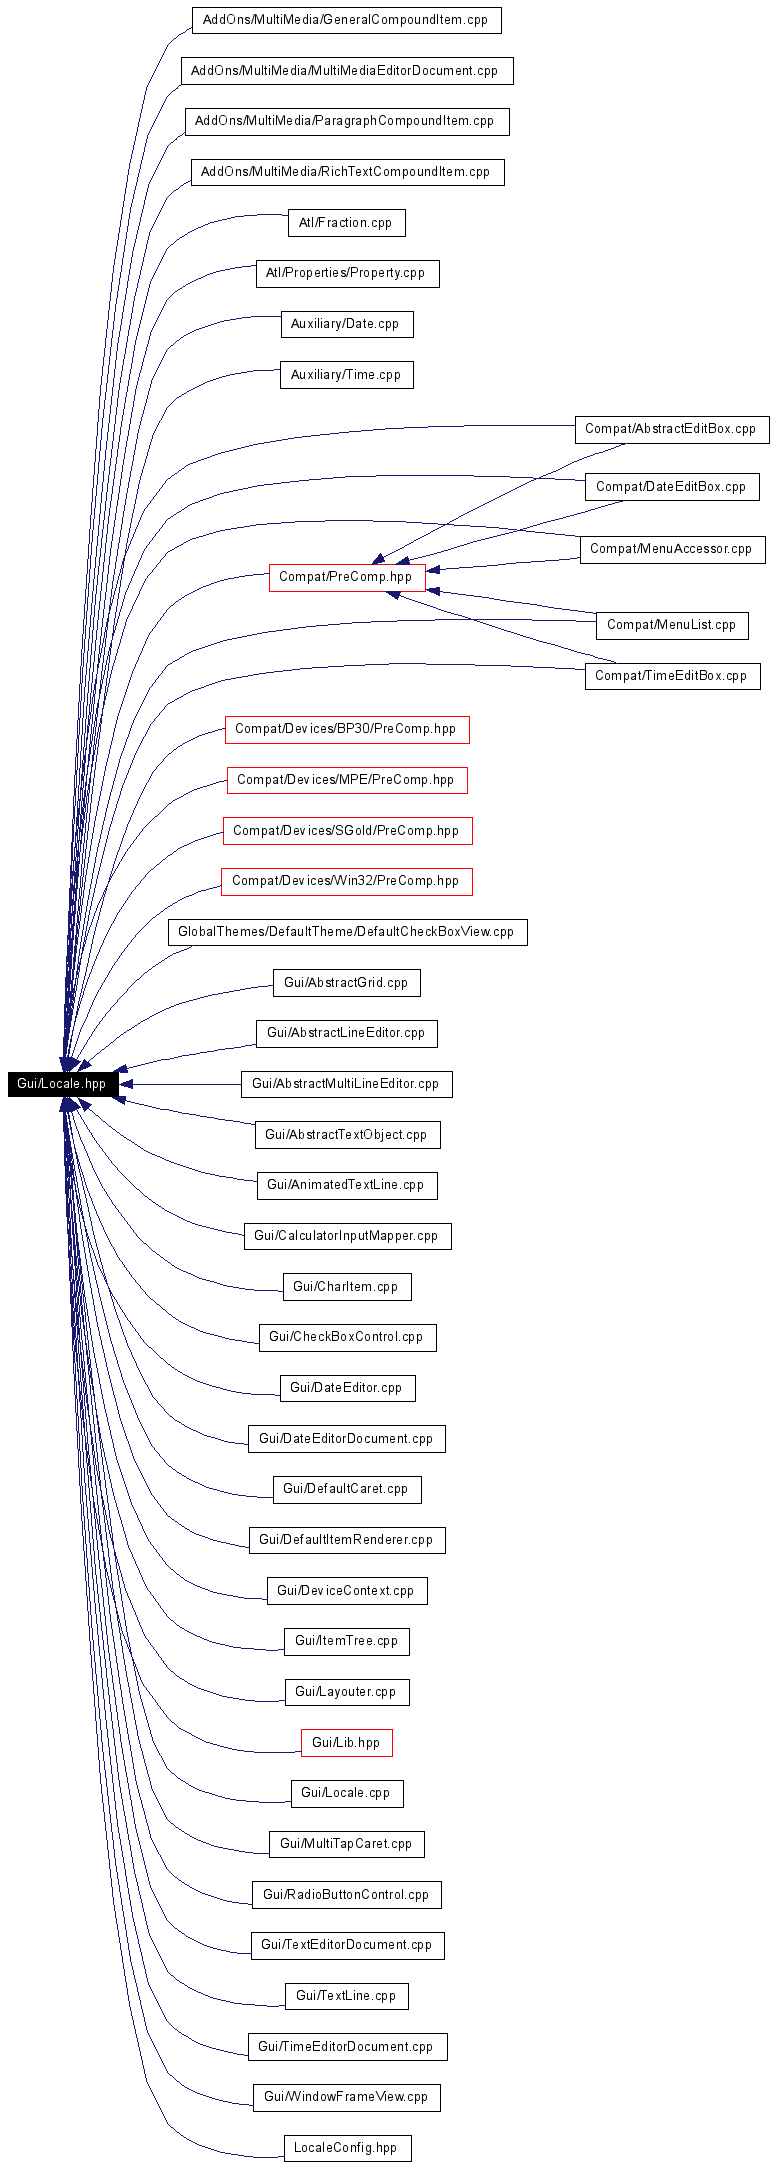 AddOns/MultiMedia/GeneralCompoundItem.cpp
AddOns/MultiMedia/MultiMediaEditorDocument.cpp
AddOns/MultiMedia/ParagraphCompoundItem.cpp
AddOns/MultiMedia/RichTextCompoundItem.cpp
Atl/Fraction.cpp
Atl/Properties/Property.cpp
Auxiliary/Date.cpp
Auxiliary/Time.cpp
Compat/AbstractEditBox.cpp
Compat/DateEditBox.cpp
Compat/MenuAccessor.cpp
Compat/PreComp.hpp
Compat/MenuList.cpp
Compat/TimeEditBox.cpp
Compat/Devices/BP30/PreComp.hpp
Compat/Devices/MPE/PreComp.hpp
Compat/Devices/SGold/PreComp.hpp
Compat/Devices/Win32/PreComp.hpp
GlobalThemes/DefaultTheme/DefaultCheckBoxView.cpp
Gui/AbstractGrid.cpp
Gui/AbstractLineEditor.cpp
Gui/Locale.hpp
Gui/AbstractMultiLineEditor.cpp
Gui/AbstractTextObject.cpp
Gui/AnimatedTextLine.cpp
Gui/CalculatorInputMapper.cpp
Gui/CharItem.cpp
Gui/CheckBoxControl.cpp
Gui/DateEditor.cpp
Gui/DateEditorDocument.cpp
Gui/DefaultCaret.cpp
Gui/DefaultItemRenderer.cpp
Gui/DeviceContext.cpp
Gui/ItemTree.cpp
Gui/Layouter.cpp
Gui/Lib.hpp
Gui/Locale.cpp
Gui/MultiTapCaret.cpp
Gui/RadioButtonControl.cpp
Gui/TextEditorDocument.cpp
Gui/TextLine.cpp
Gui/TimeEditorDocument.cpp
Gui/WindowFrameView.cpp
LocaleConfig.hpp